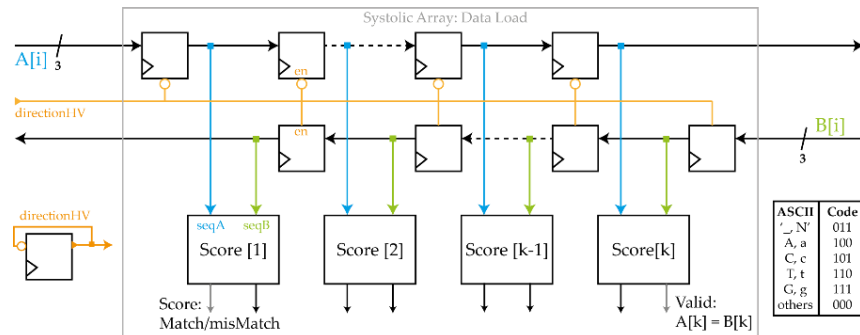 Systolic Array: Data Load
A[i]
3
en
directionHV
en
B[i]
3
directionHV
seqA seqB
Score [1]
Score [2]
Score [k-1]
Score[k]
Score:
Match/misMatch
Valid:
A[k] = B[k]
ASCII Code
'_, N' 011
A, a 100
C, c 101
T, t 110
G, g 111
others 000